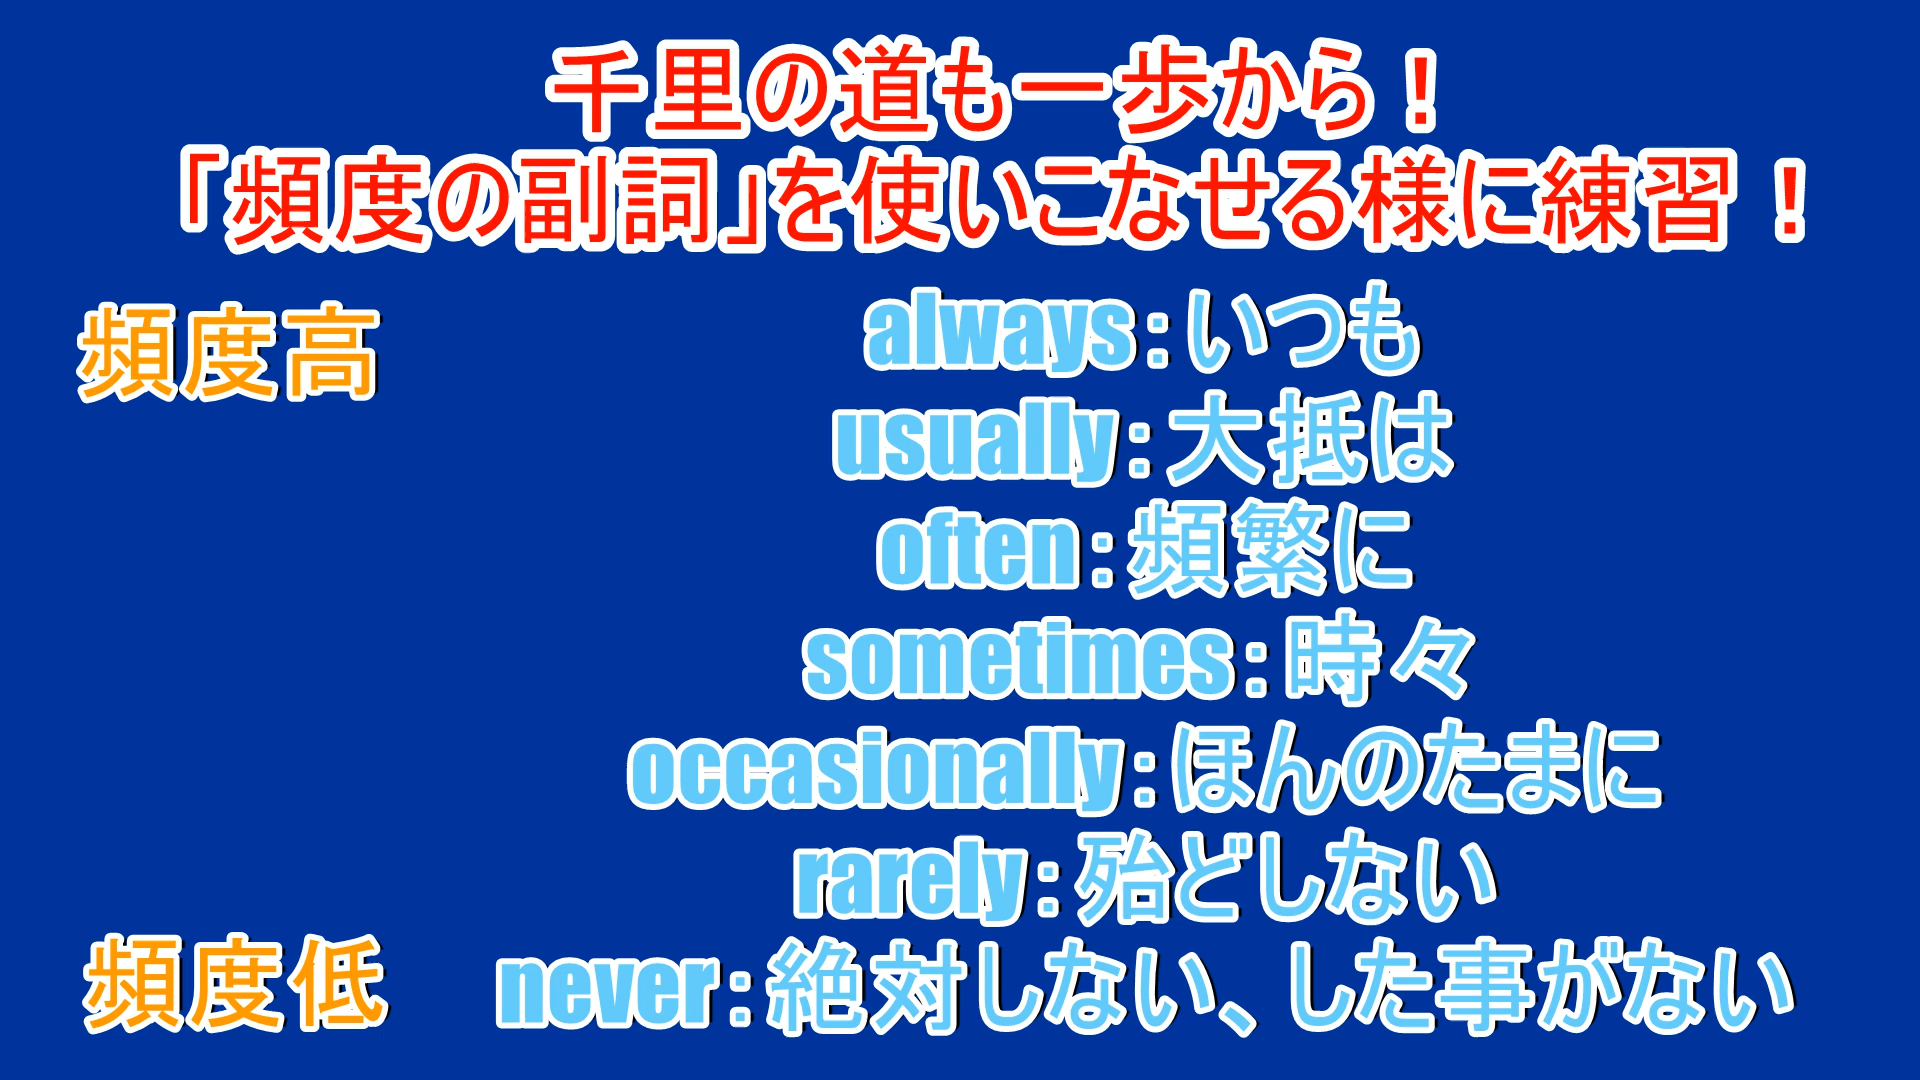 千里の道も一歩から！
「頻度の副詞」を使いこなせる様に練習！
頻度高
always：いつも
usually：大抵は
often：頻繁に
sometimes：時々
occasionally：ほんのたまに
rarely：殆どしない
頻度低
never：絶対しない、した事がない